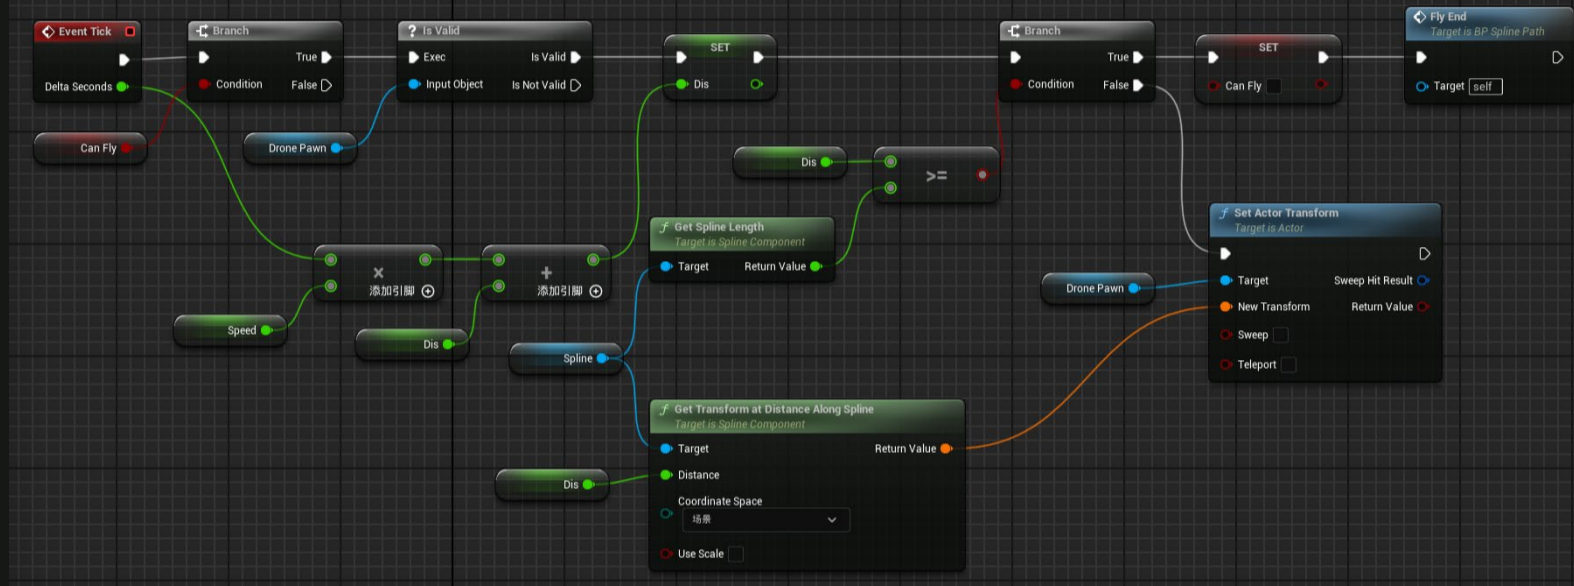 Event Tick
Delta Seconds
Can Fly
Branch
True
Condition
False
Drone Pawn
? Is Valid
Exec
Is Valid
Input Object
Is Not Valid
SET
Dis
Branch
True
Condition
False
SET
Can Fly
Fly End
Target is BP Spline Path
Target
self
Dis
>=
×
添加引脚
+
添加引脚
Speed
Dis
Spline
f Get Spline Length
Target is Spline Component
Target
Return Value
f Set Actor Transform
Target is Actor
Drone Pawn
Target
Sweep Hit Result
New Transform
Return Value
Sweep
Teleport
f Get Transform at Distance Along Spline
Target is Spline Component
Target
Return Value
Dis
Distance
Coordinate Space
场景
Use Scale